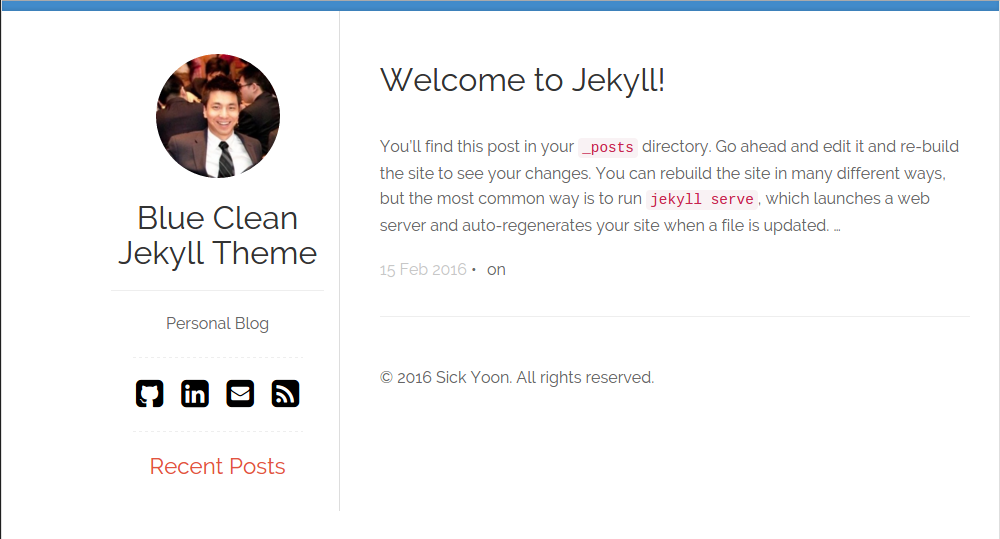 Blue Clean
Jekyll Theme
Personal Blog
Recent Posts
Welcome to Jekyll!
You’ll find this post in your _posts directory. Go ahead and edit it and re-build
the site to see your changes. You can rebuild the site in many different ways,
but the most common way is to run jekyll serve, which launches a web
server and auto-regenerates your site when a file is updated. …
15 Feb 2016 • on
© 2016 Sick Yoon. All rights reserved.